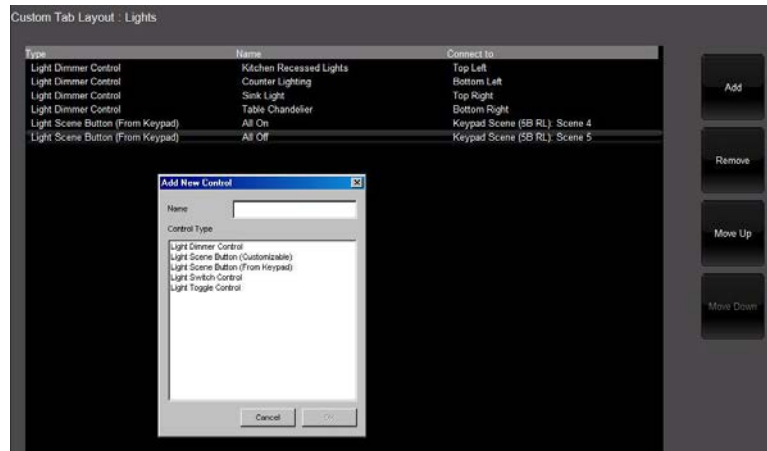 Custom Tab Layout : Lights
Type Name Connect to
Light Dimmer Control Kitchen Recessed Lights Top Left
Light Dimmer Control Counter Lighting Bottom Left
Light Dimmer Control Sink Light Top Right
Light Dimmer Control Table Chandelier Bottom Right
Light Scene Button (From Keypad) All On Keypad Scene (5B RL): Scene 4
Light Scene Button (From Keypad) All Off Keypad Scene (5B RL): Scene 5
Add
Remove
Move Up
Move Down
Add New Control
Name
Control Type
Light Dimmer Control
Light Scene Button (Customizable)
Light Scene Button (From Keypad)
Light Switch Control
Light Toggle Control
Cancel